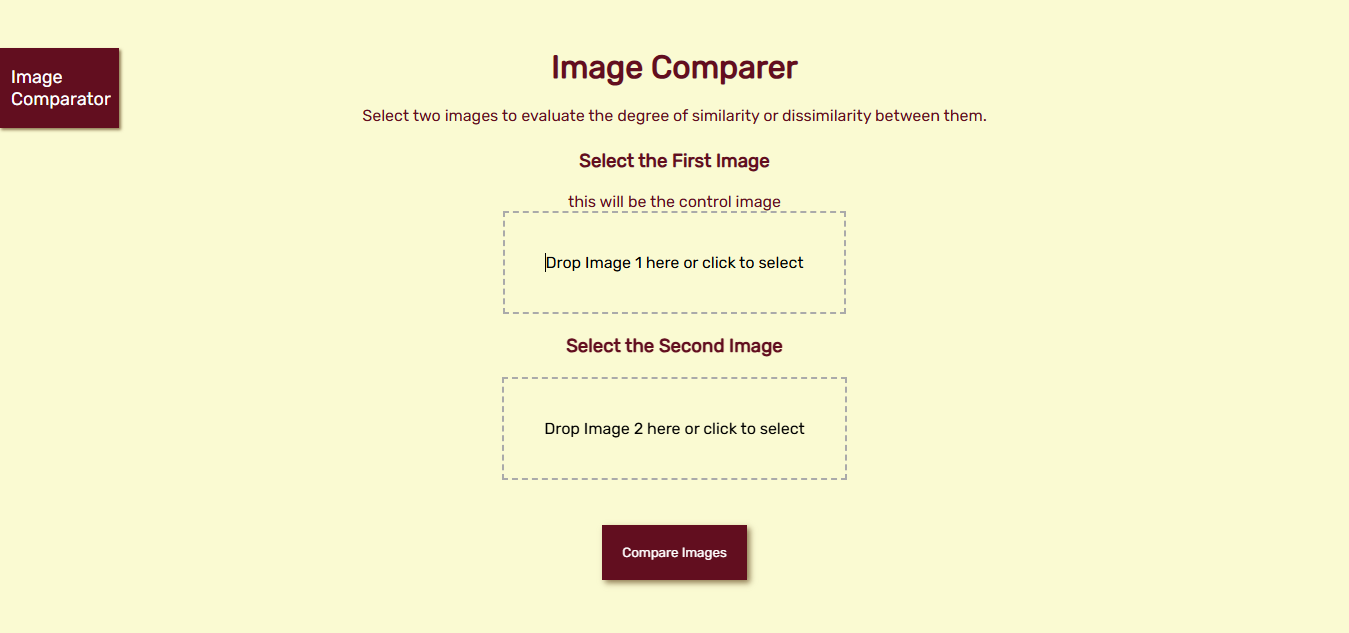 Image
Comparator
Image Comparer
Select two images to evaluate the degree of similarity or dissimilarity between them.
Select the First Image
this will be the control image
Drop Image 1 here or click to select
Select the Second Image
Drop Image 2 here or click to select
Compare Images